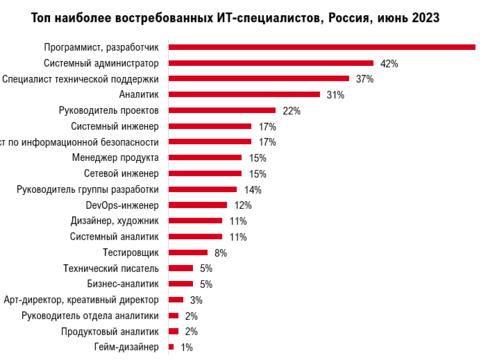 Топ наиболее востребованных ИТ-специалистов, Россия, июнь 2023
Программист, разработчик
Системный администратор 42%
Специалист технической поддержки 37%
Аналитик 31%
Руководитель проектов 22%
Системный инженер 17%
по информационной безопасности 17%
Менеджер продукта 15%
Сетевой инженер 15%
Руководитель группы разработки 14%
DevOps-инженер 12%
Дизайнер, художник 11%
Системный аналитик 11%
Тестировщик 8%
Технический писатель 5%
Бизнес-аналитик 5%
Арт-директор, креативный директор 3%
Руководитель отдела аналитики 2%
Продуктовый аналитик 2%
Гейм-дизайнер 1%